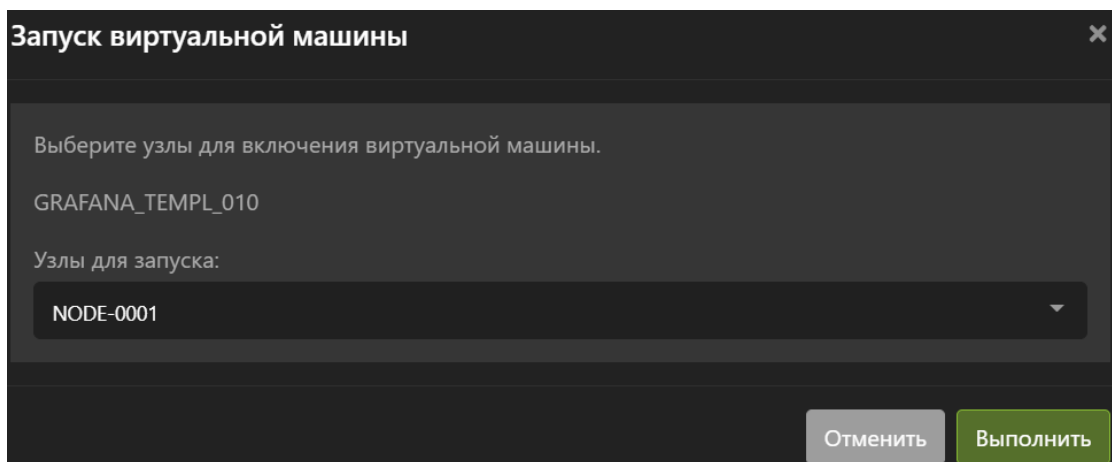 Запуск виртуальной машины
Выберите узлы для включения виртуальной машины.
GRAFANA_TEMPL_010
Узлы для запуска:
NODE-0001
Отменить
Выполнить